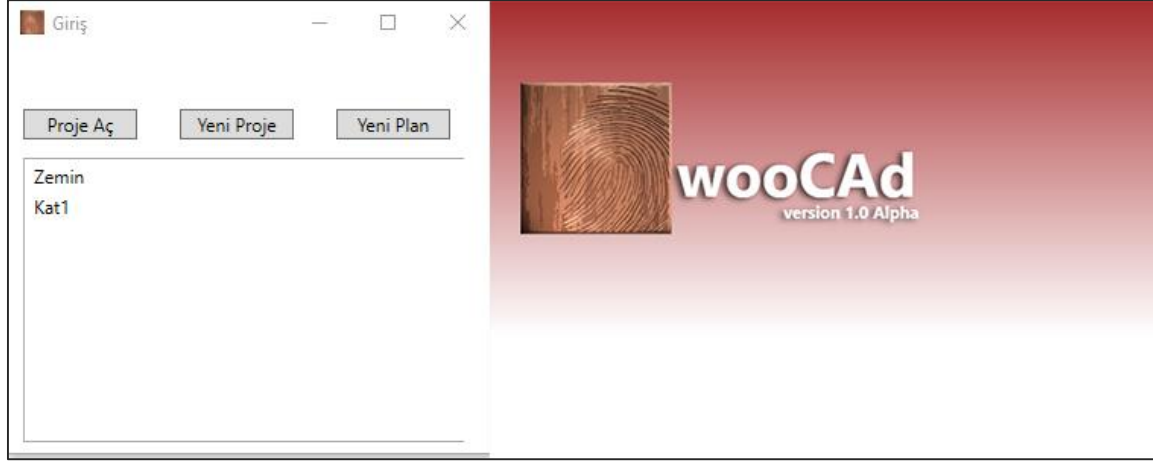 Giriş
Proje Aç
Yeni Proje
Yeni Plan
Zemin
Kat1
wooCAd
version 1.0 Alpha